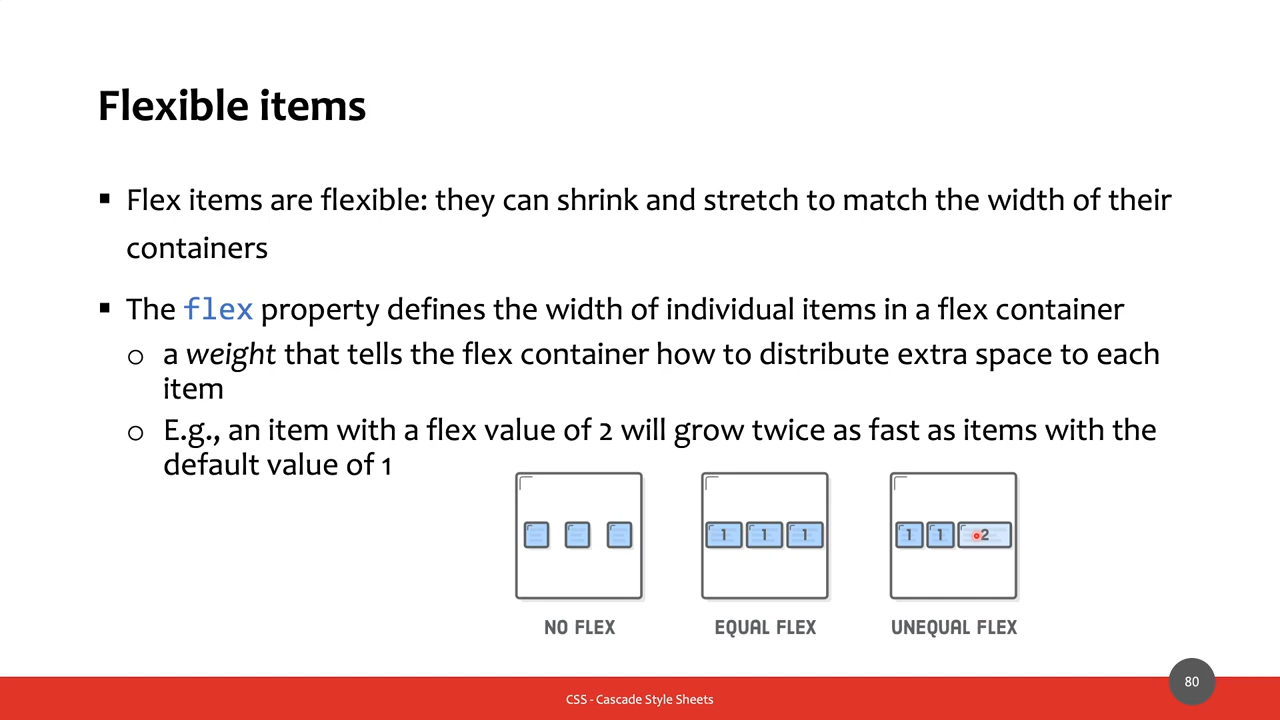 Flexible items
▪ Flex items are flexible: they can shrink and stretch to match the width of their
containers
▪ The flex property defines the width of individual items in a flex container
o a weight that tells the flex container how to distribute extra space to each
item
o E.g., an item with a flex value of 2 will grow twice as fast as items with the
default value of 1
1 1 1
1 1 2
NO FLEX
EQUAL FLEX
UNEQUAL FLEX
80
CSS - Cascade Style Sheets